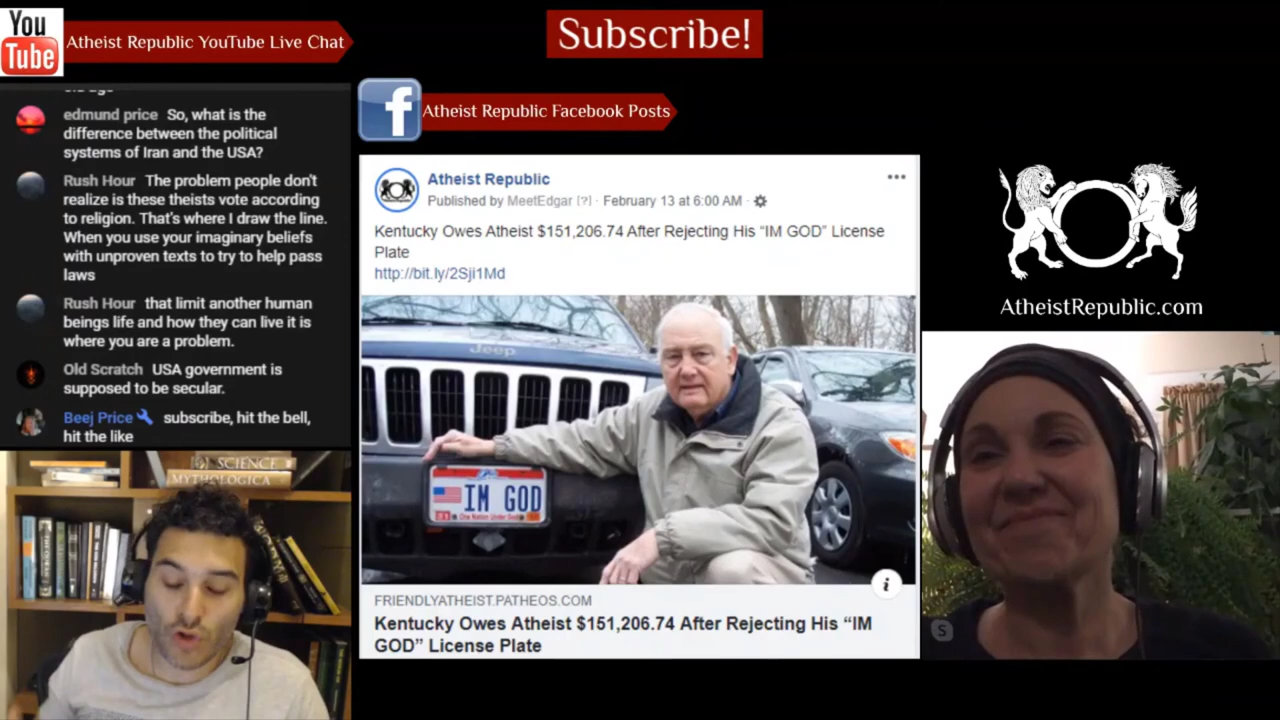 You
Tube
Atheist Republic YouTube Live Chat
Subscribe!
edmund price So, what is the
difference between the political
systems of Iran and the USA?
Rush Hour The problem people don't
realize is these theists vote according
to religion. That's where I draw the line.
When you use your imaginary beliefs
with unproven texts to try to help pass
laws
Rush Hour that limit another human
beings life and how they can live it is
where you are a problem.
Old Scratch USA government is
supposed to be secular.
Beej Price subscribe, hit the bell,
hit the like
f
Atheist Republic Facebook Posts
Atheist Republic
Published by MeetEdgar [?] · February 13 at 6:00 AM ·
Kentucky Owes Atheist $151,206.74 After Rejecting His “IM GOD” License
Plate
http://bit.ly/2Sji1Md
Jeep
IM GOD
One Nation Under God
i
FRIENDLYATHEIST.PATHEOS.COM
Kentucky Owes Atheist $151,206.74 After Rejecting His “IM
GOD” License Plate
AtheistRepublic.com
SCIENCE
MYTHOLOGICA
S